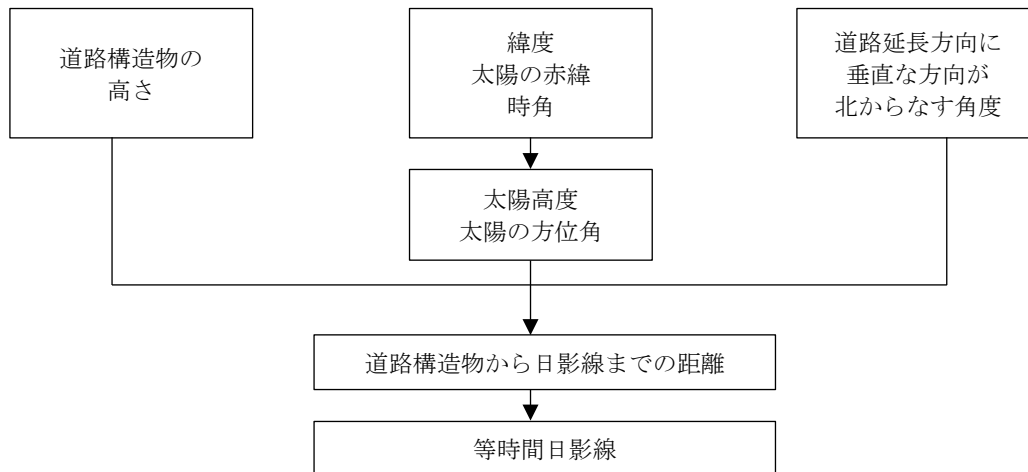 道路構造物の
高さ
緯度
太陽の赤緯
時角
道路延長方向に
垂直な方向が
北からなす角度
太陽高度
太陽の方位角
道路構造物から日影線までの距離
等時間日影線